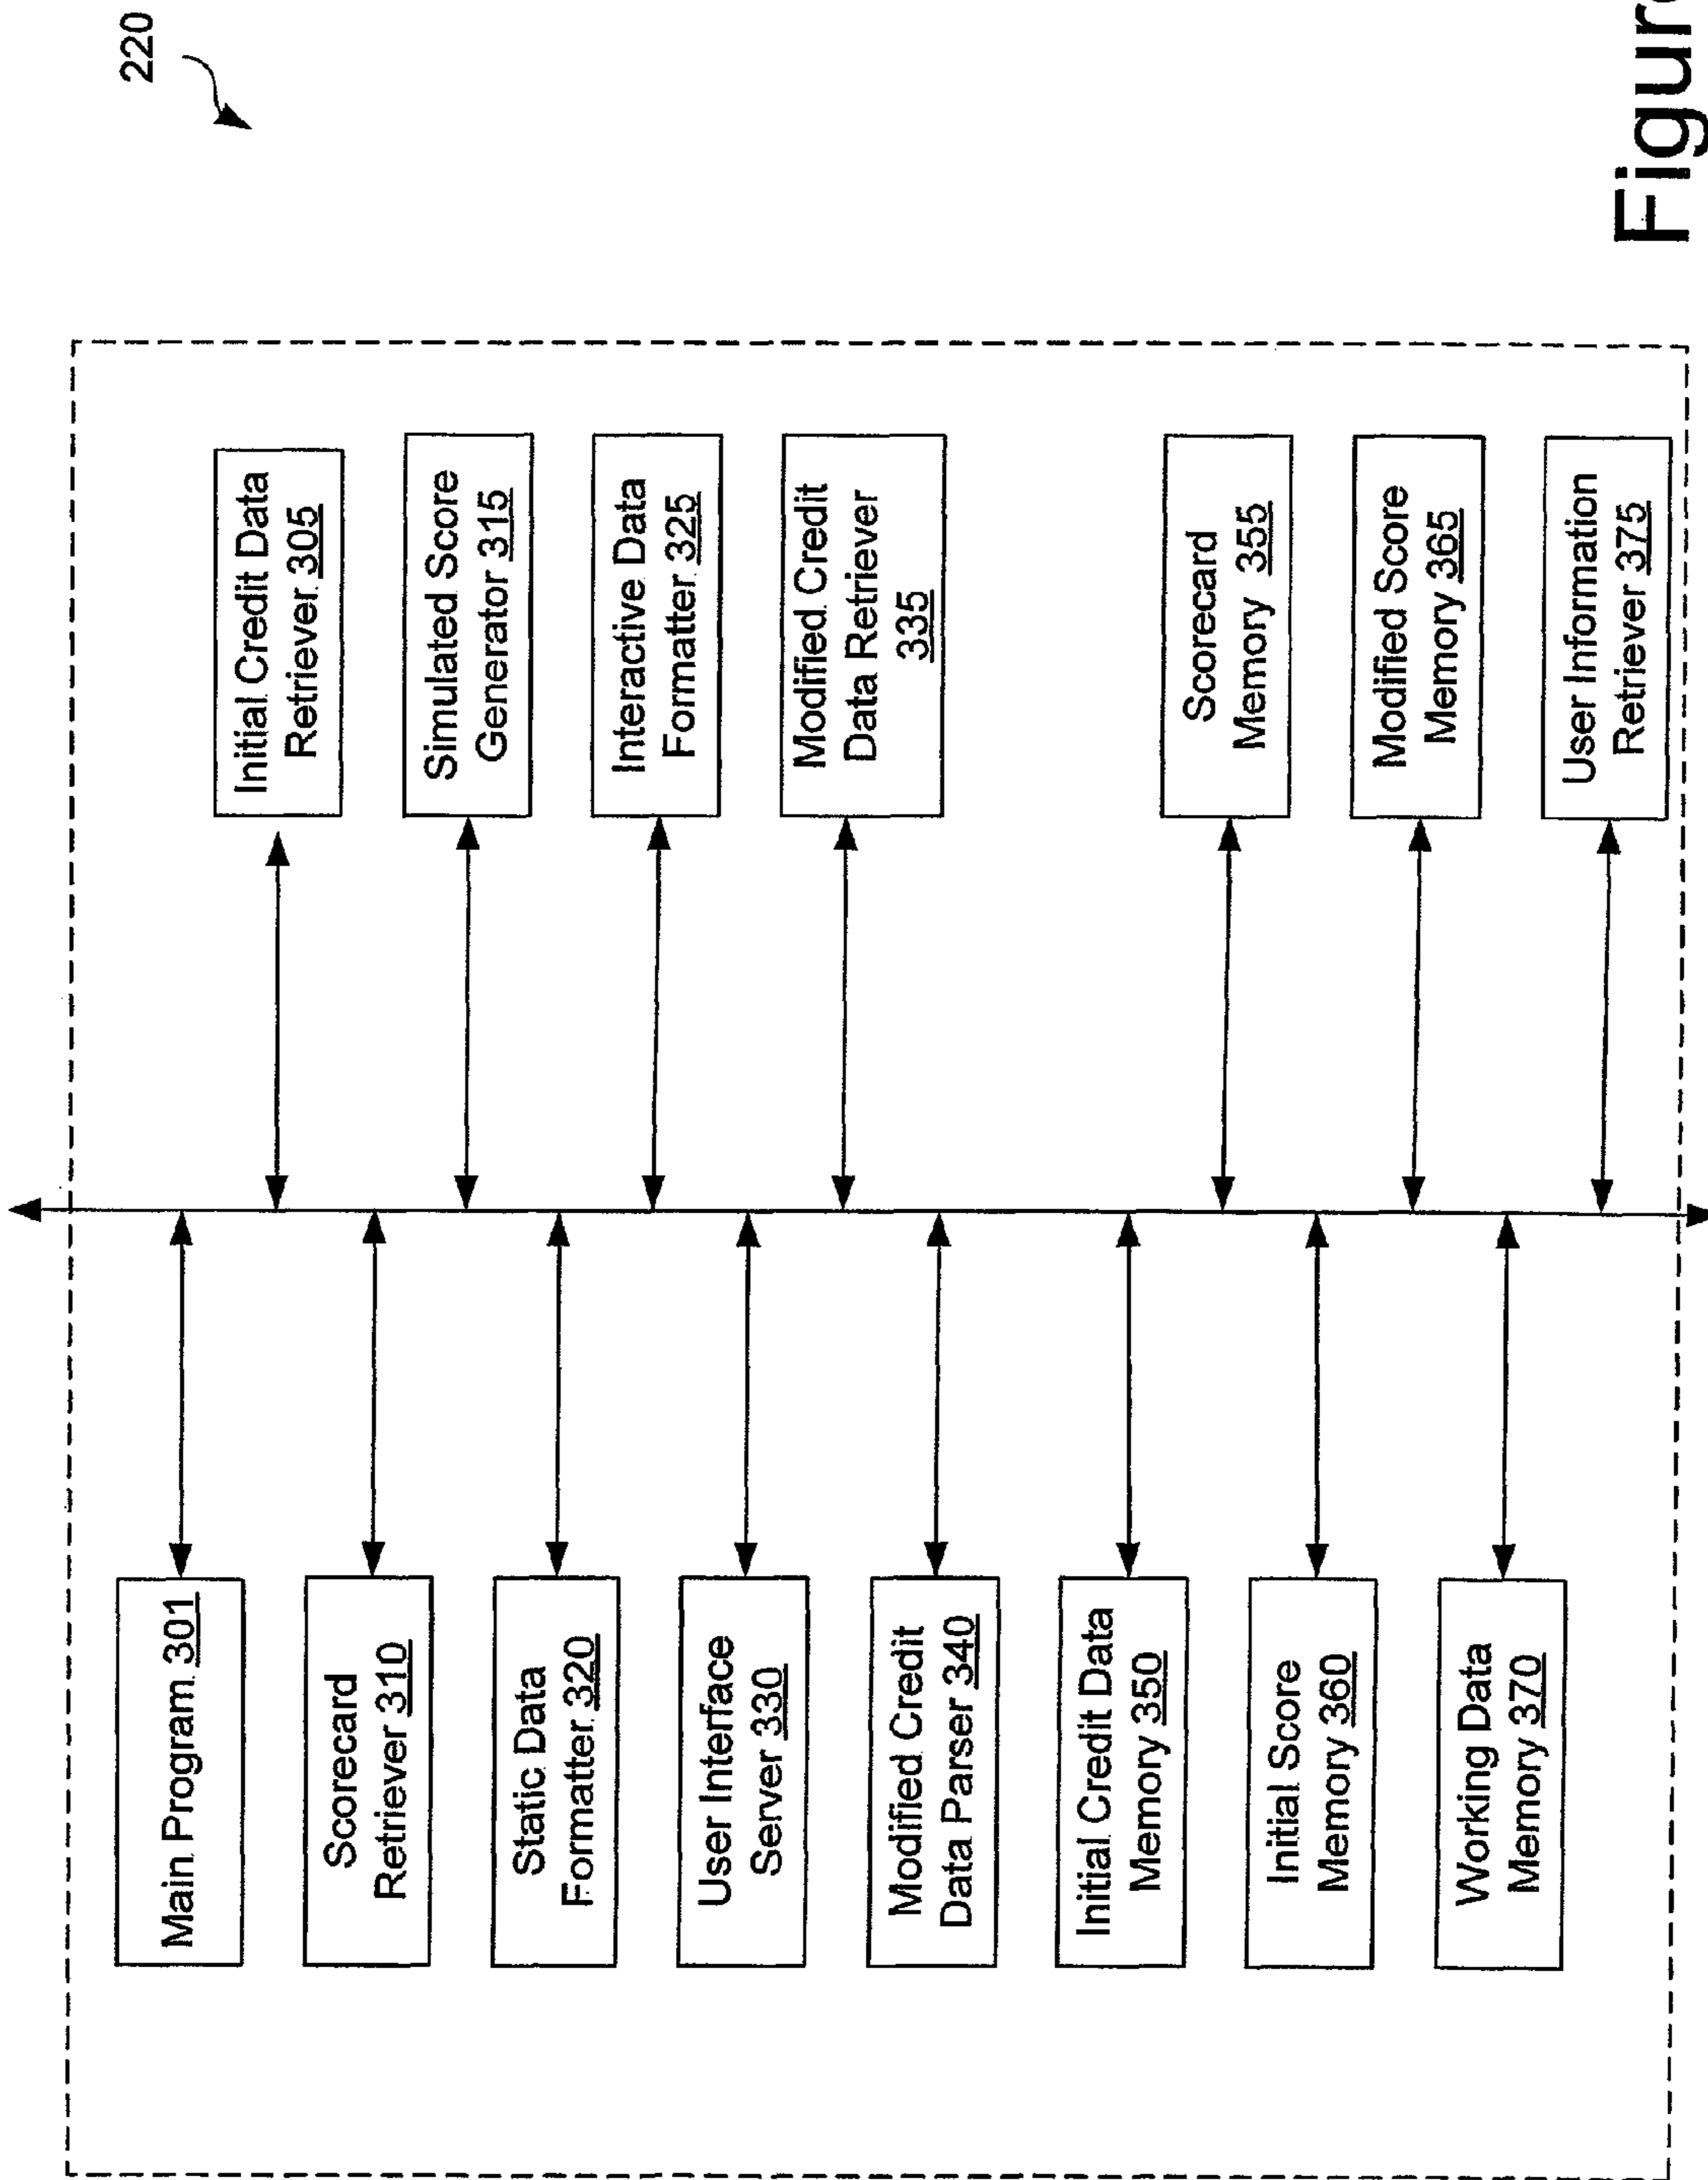 220
Main Program 301
Initial Credit Data
Retriever 305
Scorecard
Retriever 310
Simulated Score
Generator 315
Static Data
Formatter 320
Interactive Data
Formatter 325
User Interface
Server 330
Modified Credit
Data Retriever
335
Modified Credit
Data Parser 340
Initial Credit Data
Memory 350
Scorecard
Memory 355
Initial Score
Memory 360
Modified Score
Memory 365
Working Data
Memory 370
User Information
Retriever 375